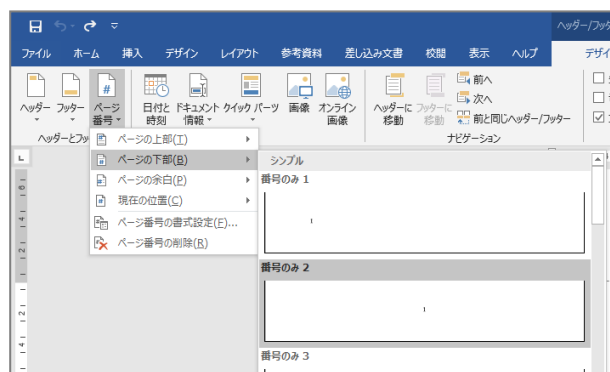 ヘッダー/フッ
ファイル ホーム 挿入 デザイン レイアウト 参考資料 差し込み文書 校閲 表示 ヘルプ デザイ
ヘッダー フッター ページ番号 日付と時刻 ドキュメント情報 クイック パーツ 画像 オンライン画像 ヘッダーに移動 フッターに移動
前へ
次へ
前と同じヘッダー/フッター
ヘッダーとフッ
ナビゲーション
ページの上部(T)
ページの下部(B)
ページの余白(P)
現在の位置(C)
ページ番号の書式設定(F)...
ページ番号の削除(R)
シンプル
番号のみ 1
1
番号のみ 2
1
番号のみ 3